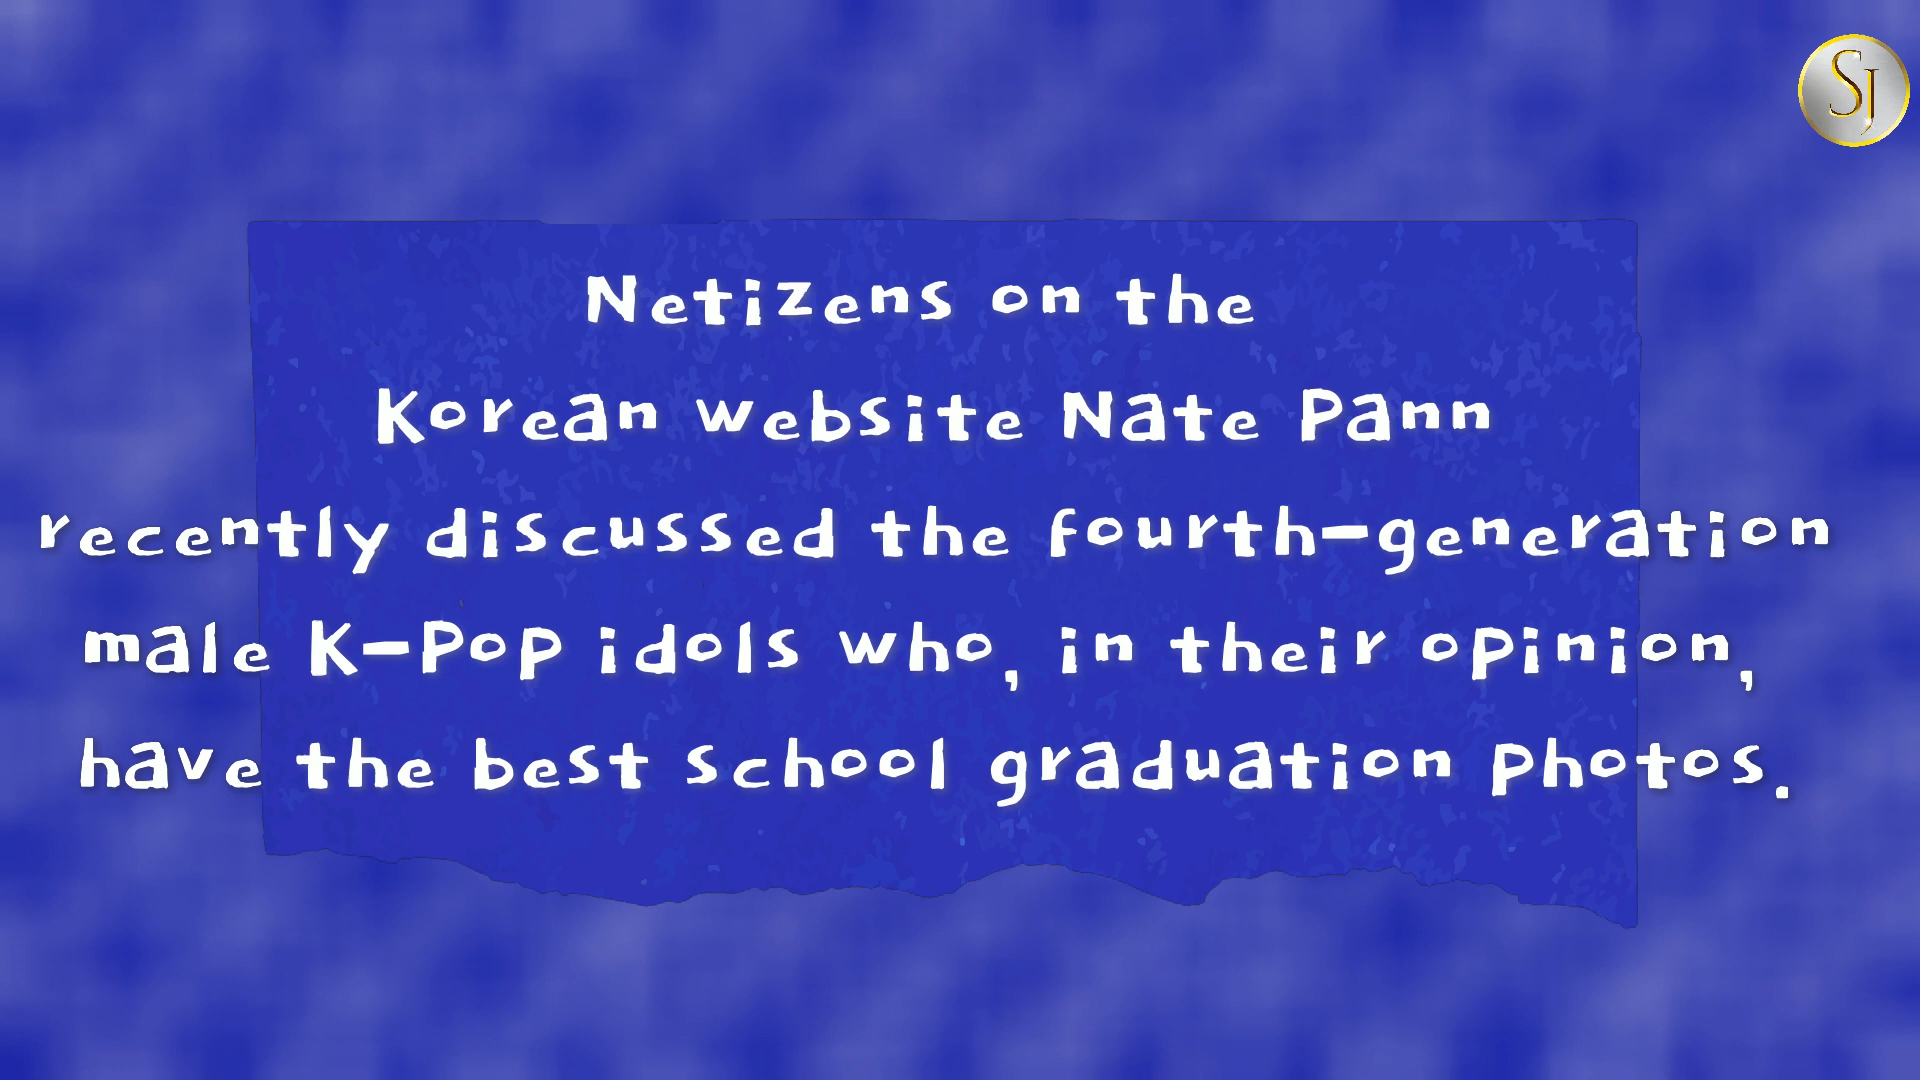 SJ
Netizens on the
Korean website Nate Pann
recently discussed the fourth-generation
male K-Pop idols who, in their opinion,
have the best school graduation photos.